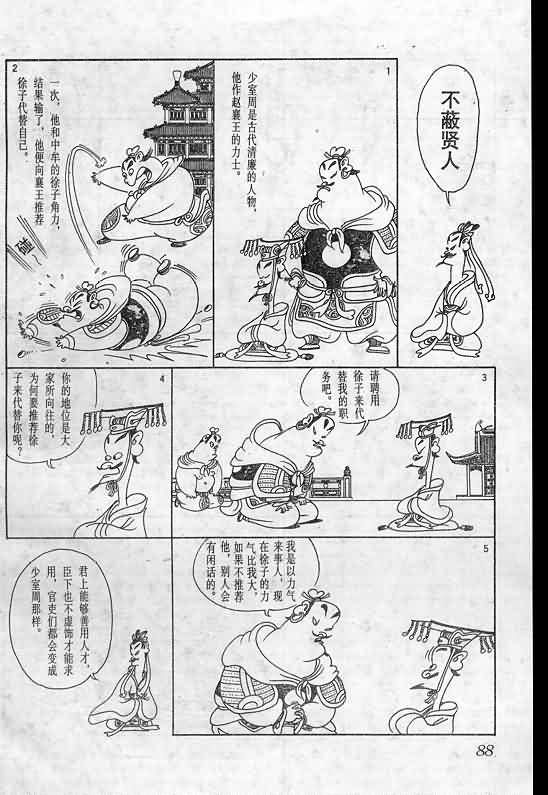 不蔽贤人
1
少室周是古代清廉的人物，
他作赵襄王的力士。
2
一次，他和中牟的徐子角力，
结果输了，他便向襄王推荐
徐子代替自己。
碰～
3
请聘用
徐子来代
替我的职
务吧。
4
你的地位是大
家所向往的，
为何要推荐徐
子来代替你呢？
5
我是以力气
来事人，现
在徐子的力
气比我大，
如果不推荐
他，别人会
有闲话的。
君上能够善用人才，
臣下也不虚饰才能求
用，官吏们都会变成
少室周那样。
88